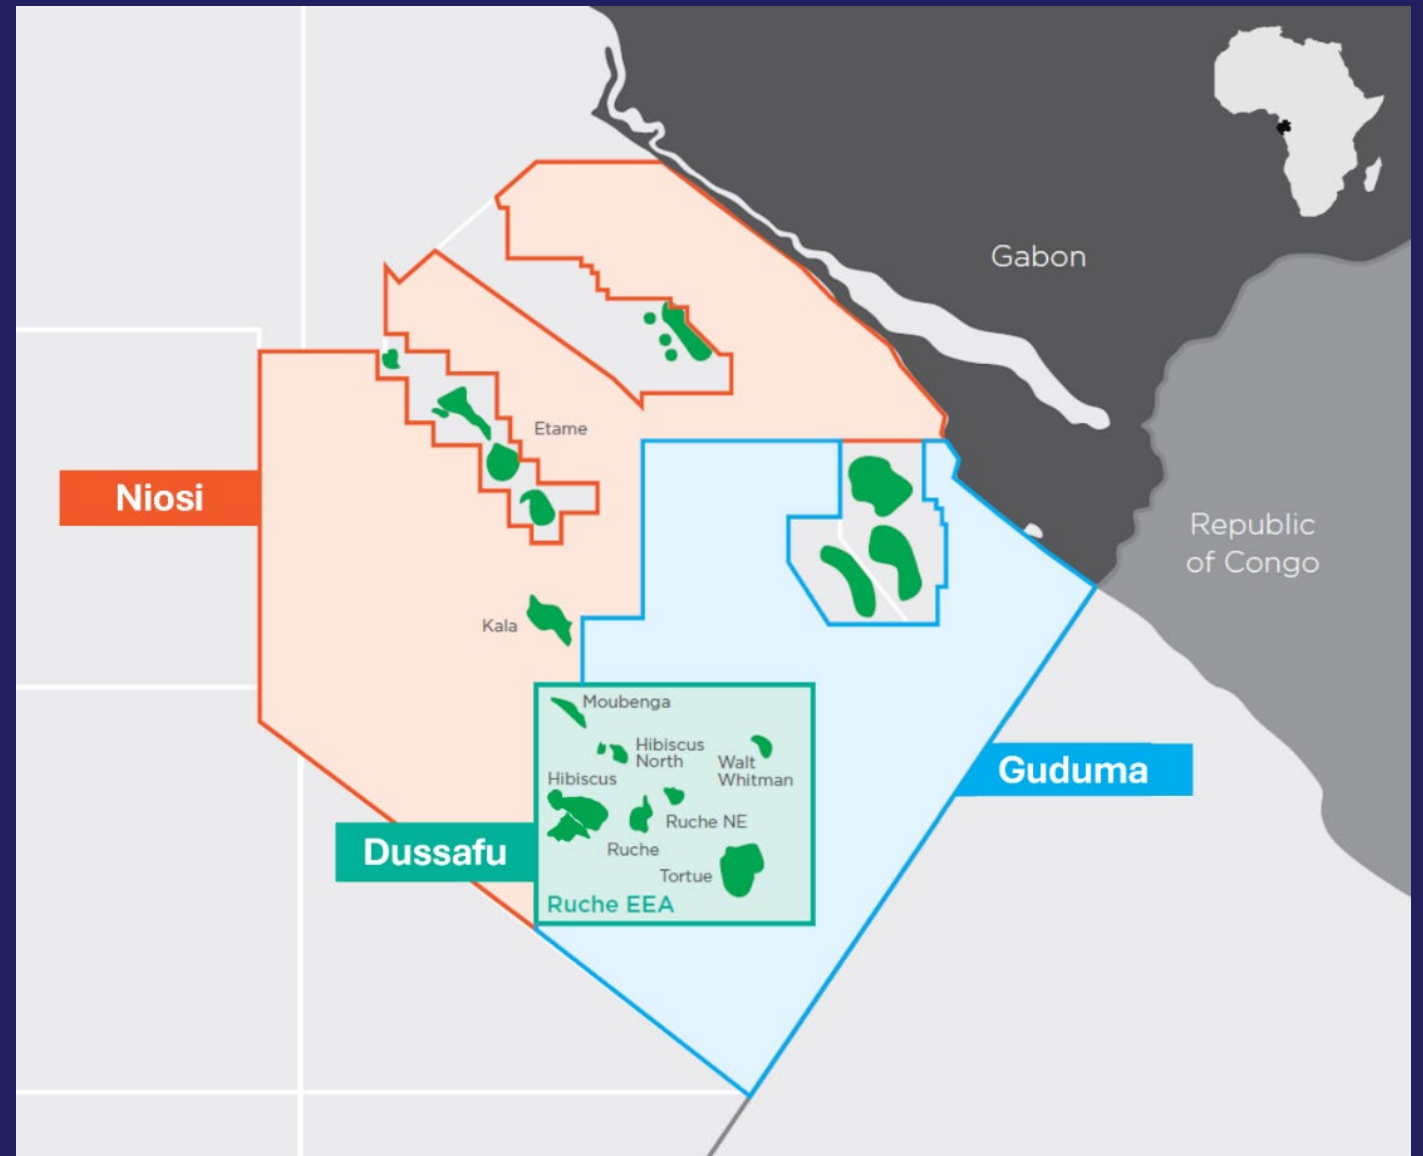 Gabon
Etame
Niosi
Republic
of Congo
Kala
Moubenga
Hibiscus
North
Walt
Whitman
Hibiscus
Guduma
Ruche NE
Ruche
Dussafu
Tortue
Ruche EEA